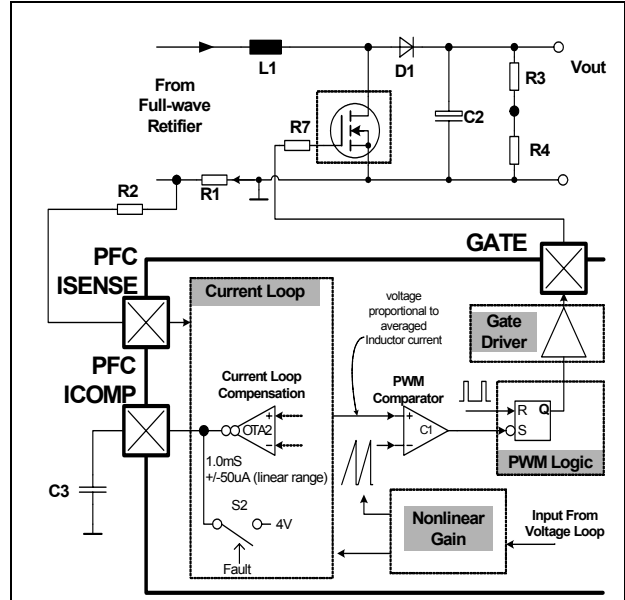 L1
D1
Vout
From
Full-wave
Retifier
R3
R7
C2
R4
R2
R1
GATE
PFC
ISENSE
Current Loop
voltage
proportional to
averaged
Inductor current
Gate
Driver
PFC
ICOMP
Current Loop
Compensation
PWM
Comparator
+
-
OTA2
+
-
C1
R Q
S
PWM Logic
1.0mS
+/-50uA (linear range)
C3
S2
4V
Fault
Nonlinear
Gain
Input From
Voltage Loop